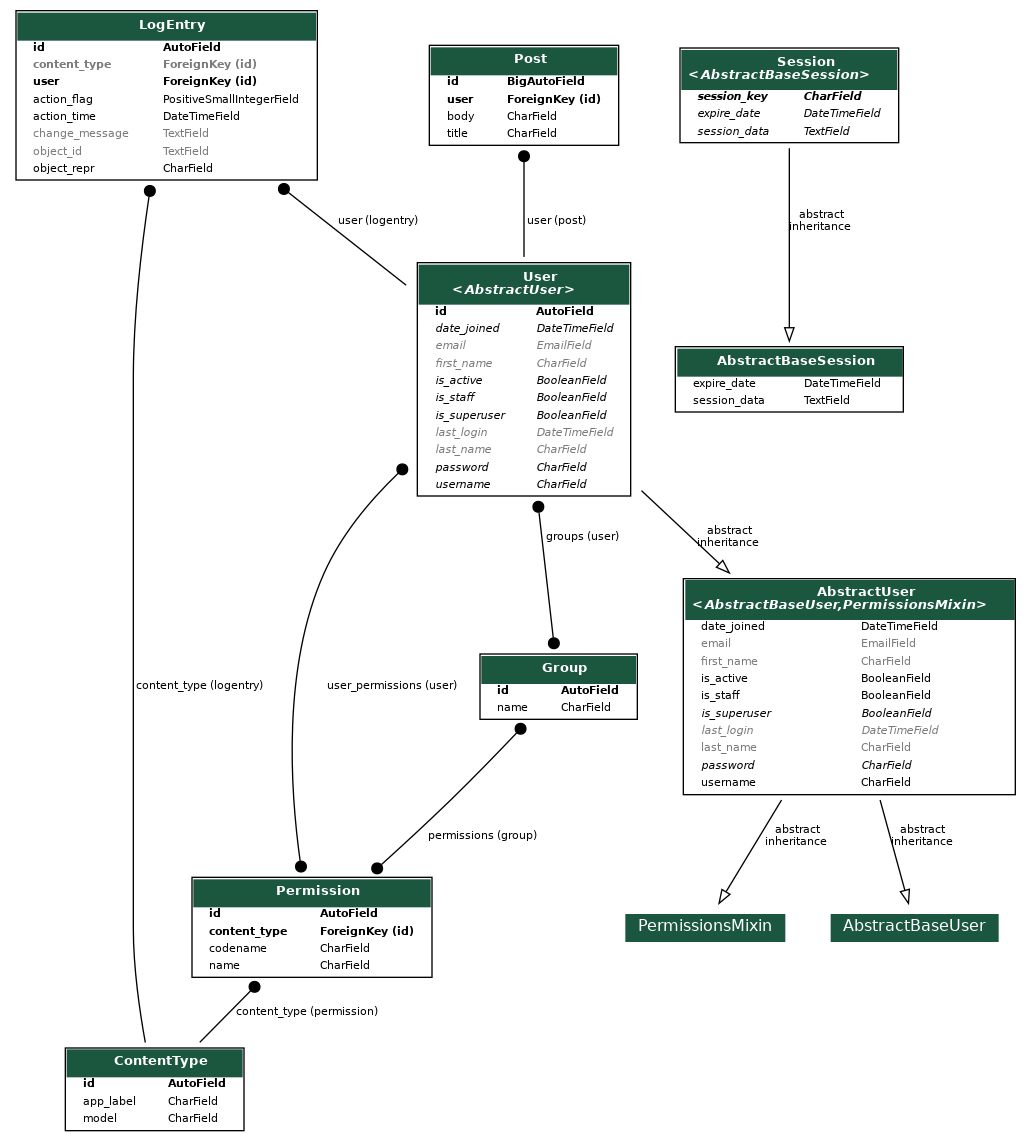 LogEntry
id AutoField
content_type ForeignKey (id)
user ForeignKey (id)
action_flag PositiveSmallIntegerField
action_time DateTimeField
change_message TextField
object_id TextField
object_repr CharField
Post
id BigAutoField
user ForeignKey (id)
body CharField
title CharField
Session
<AbstractBaseSession>
session_key CharField
expire_date DateTimeField
session_data TextField
user (logentry)
user (post)
abstract
inheritance
User
<AbstractUser>
id AutoField
date_joined DateTimeField
email EmailField
first_name CharField
is_active BooleanField
is_staff BooleanField
is_superuser BooleanField
last_login DateTimeField
last_name CharField
password CharField
username CharField
AbstractBaseSession
expire_date DateTimeField
session_data TextField
groups (user)
abstract
inheritance
AbstractUser
<AbstractBaseUser,PermissionsMixin>
date_joined DateTimeField
email EmailField
first_name CharField
is_active BooleanField
is_staff BooleanField
is_superuser BooleanField
last_login DateTimeField
last_name CharField
password CharField
username CharField
content_type (logentry)
user_permissions (user)
Group
id AutoField
name CharField
permissions (group)
abstract
inheritance
abstract
inheritance
Permission
id AutoField
content_type ForeignKey (id)
codename CharField
name CharField
PermissionsMixin
AbstractBaseUser
content_type (permission)
ContentType
id AutoField
app_label CharField
model CharField